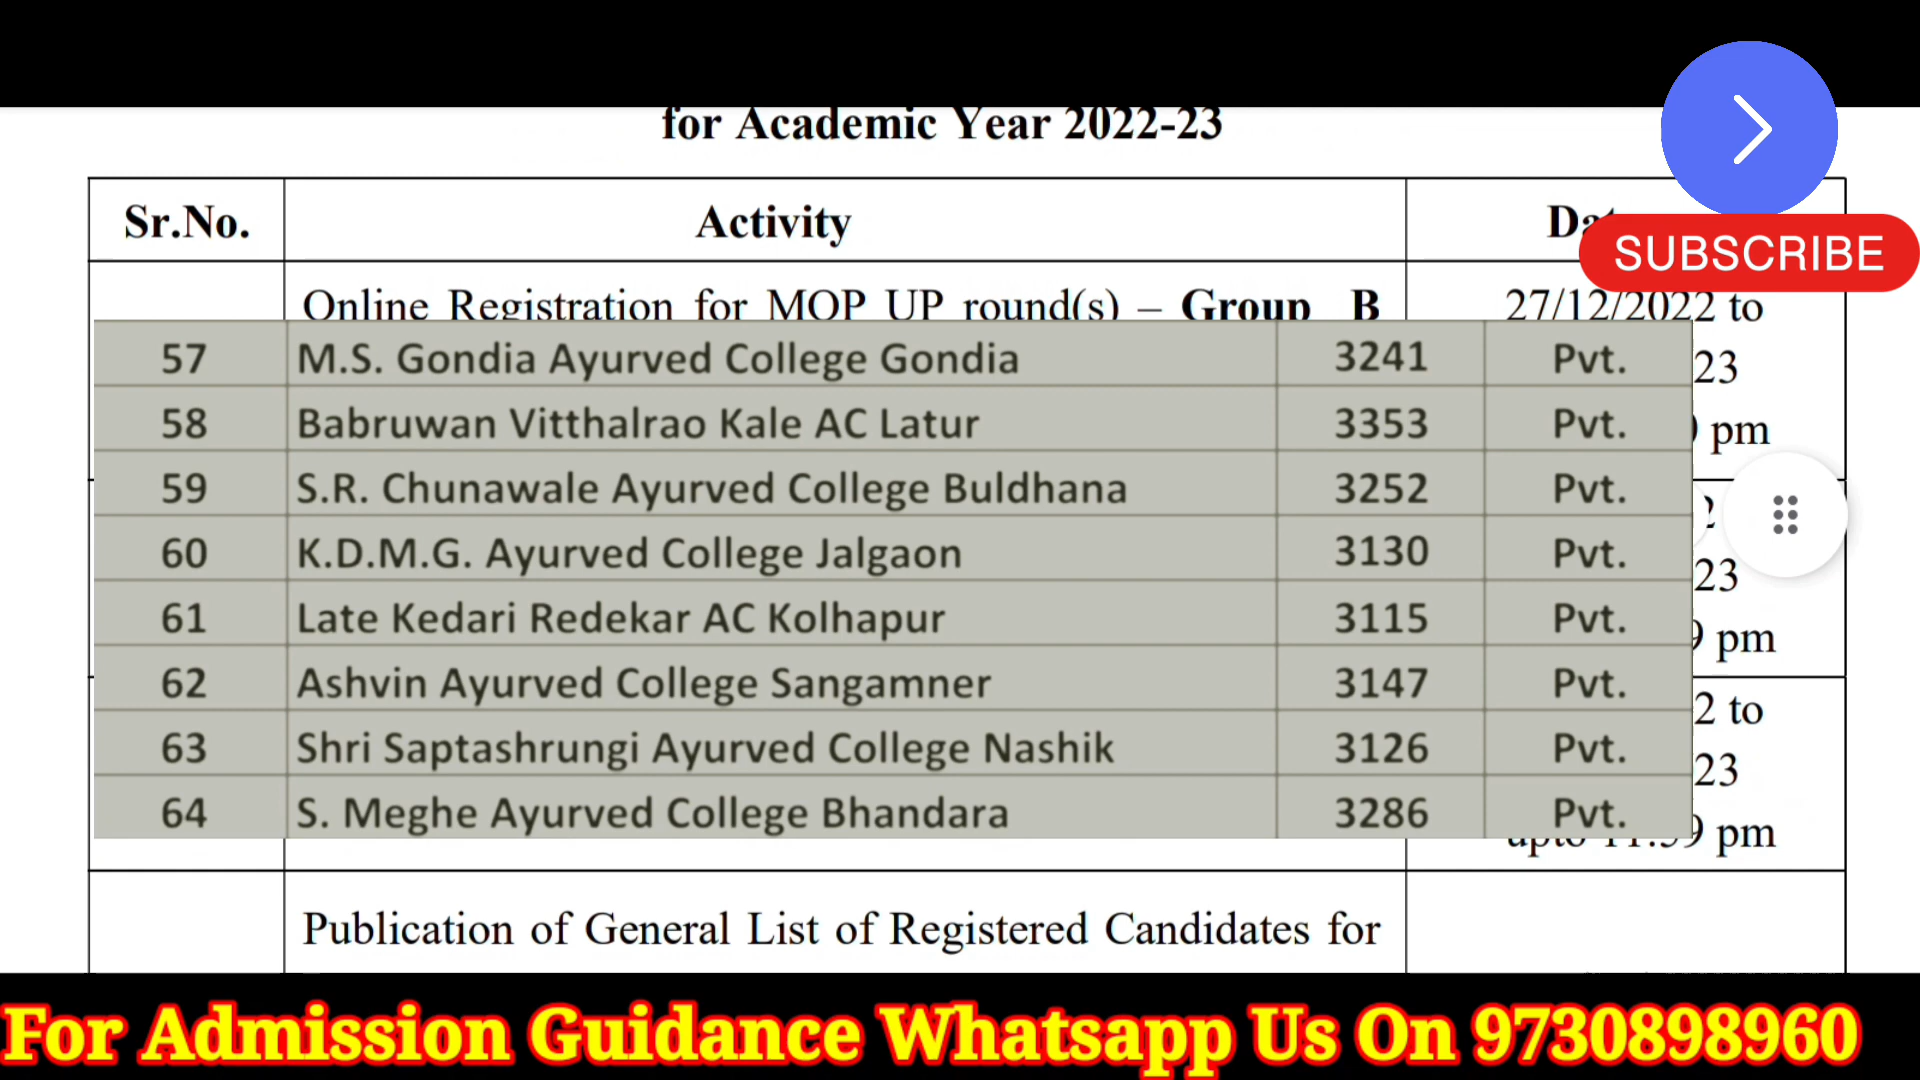 for Academic Year 2022-23
Sr.No. Activity
SUBSCRIBE
Online Registration for MOP UP round(s) – Group B 27/12/2022 to
57 M.S. Gondia Ayurved College Gondia 3241 Pvt. 23
58 Babruwan Vitthalrao Kale AC Latur 3353 Pvt. pm
59 S.R. Chunawale Ayurved College Buldhana 3252 Pvt.
60 K.D.M.G. Ayurved College Jalgaon 3130 Pvt. 23
61 Late Kedari Redekar AC Kolhapur 3115 Pvt. pm
62 Ashvin Ayurved College Sangamner 3147 Pvt. 2 to
63 Shri Saptashrungi Ayurved College Nashik 3126 Pvt. 23
64 S. Meghe Ayurved College Bhandara 3286 Pvt. pm
Publication of General List of Registered Candidates for
For Admission Guidance Whatsapp Us On 9730898960